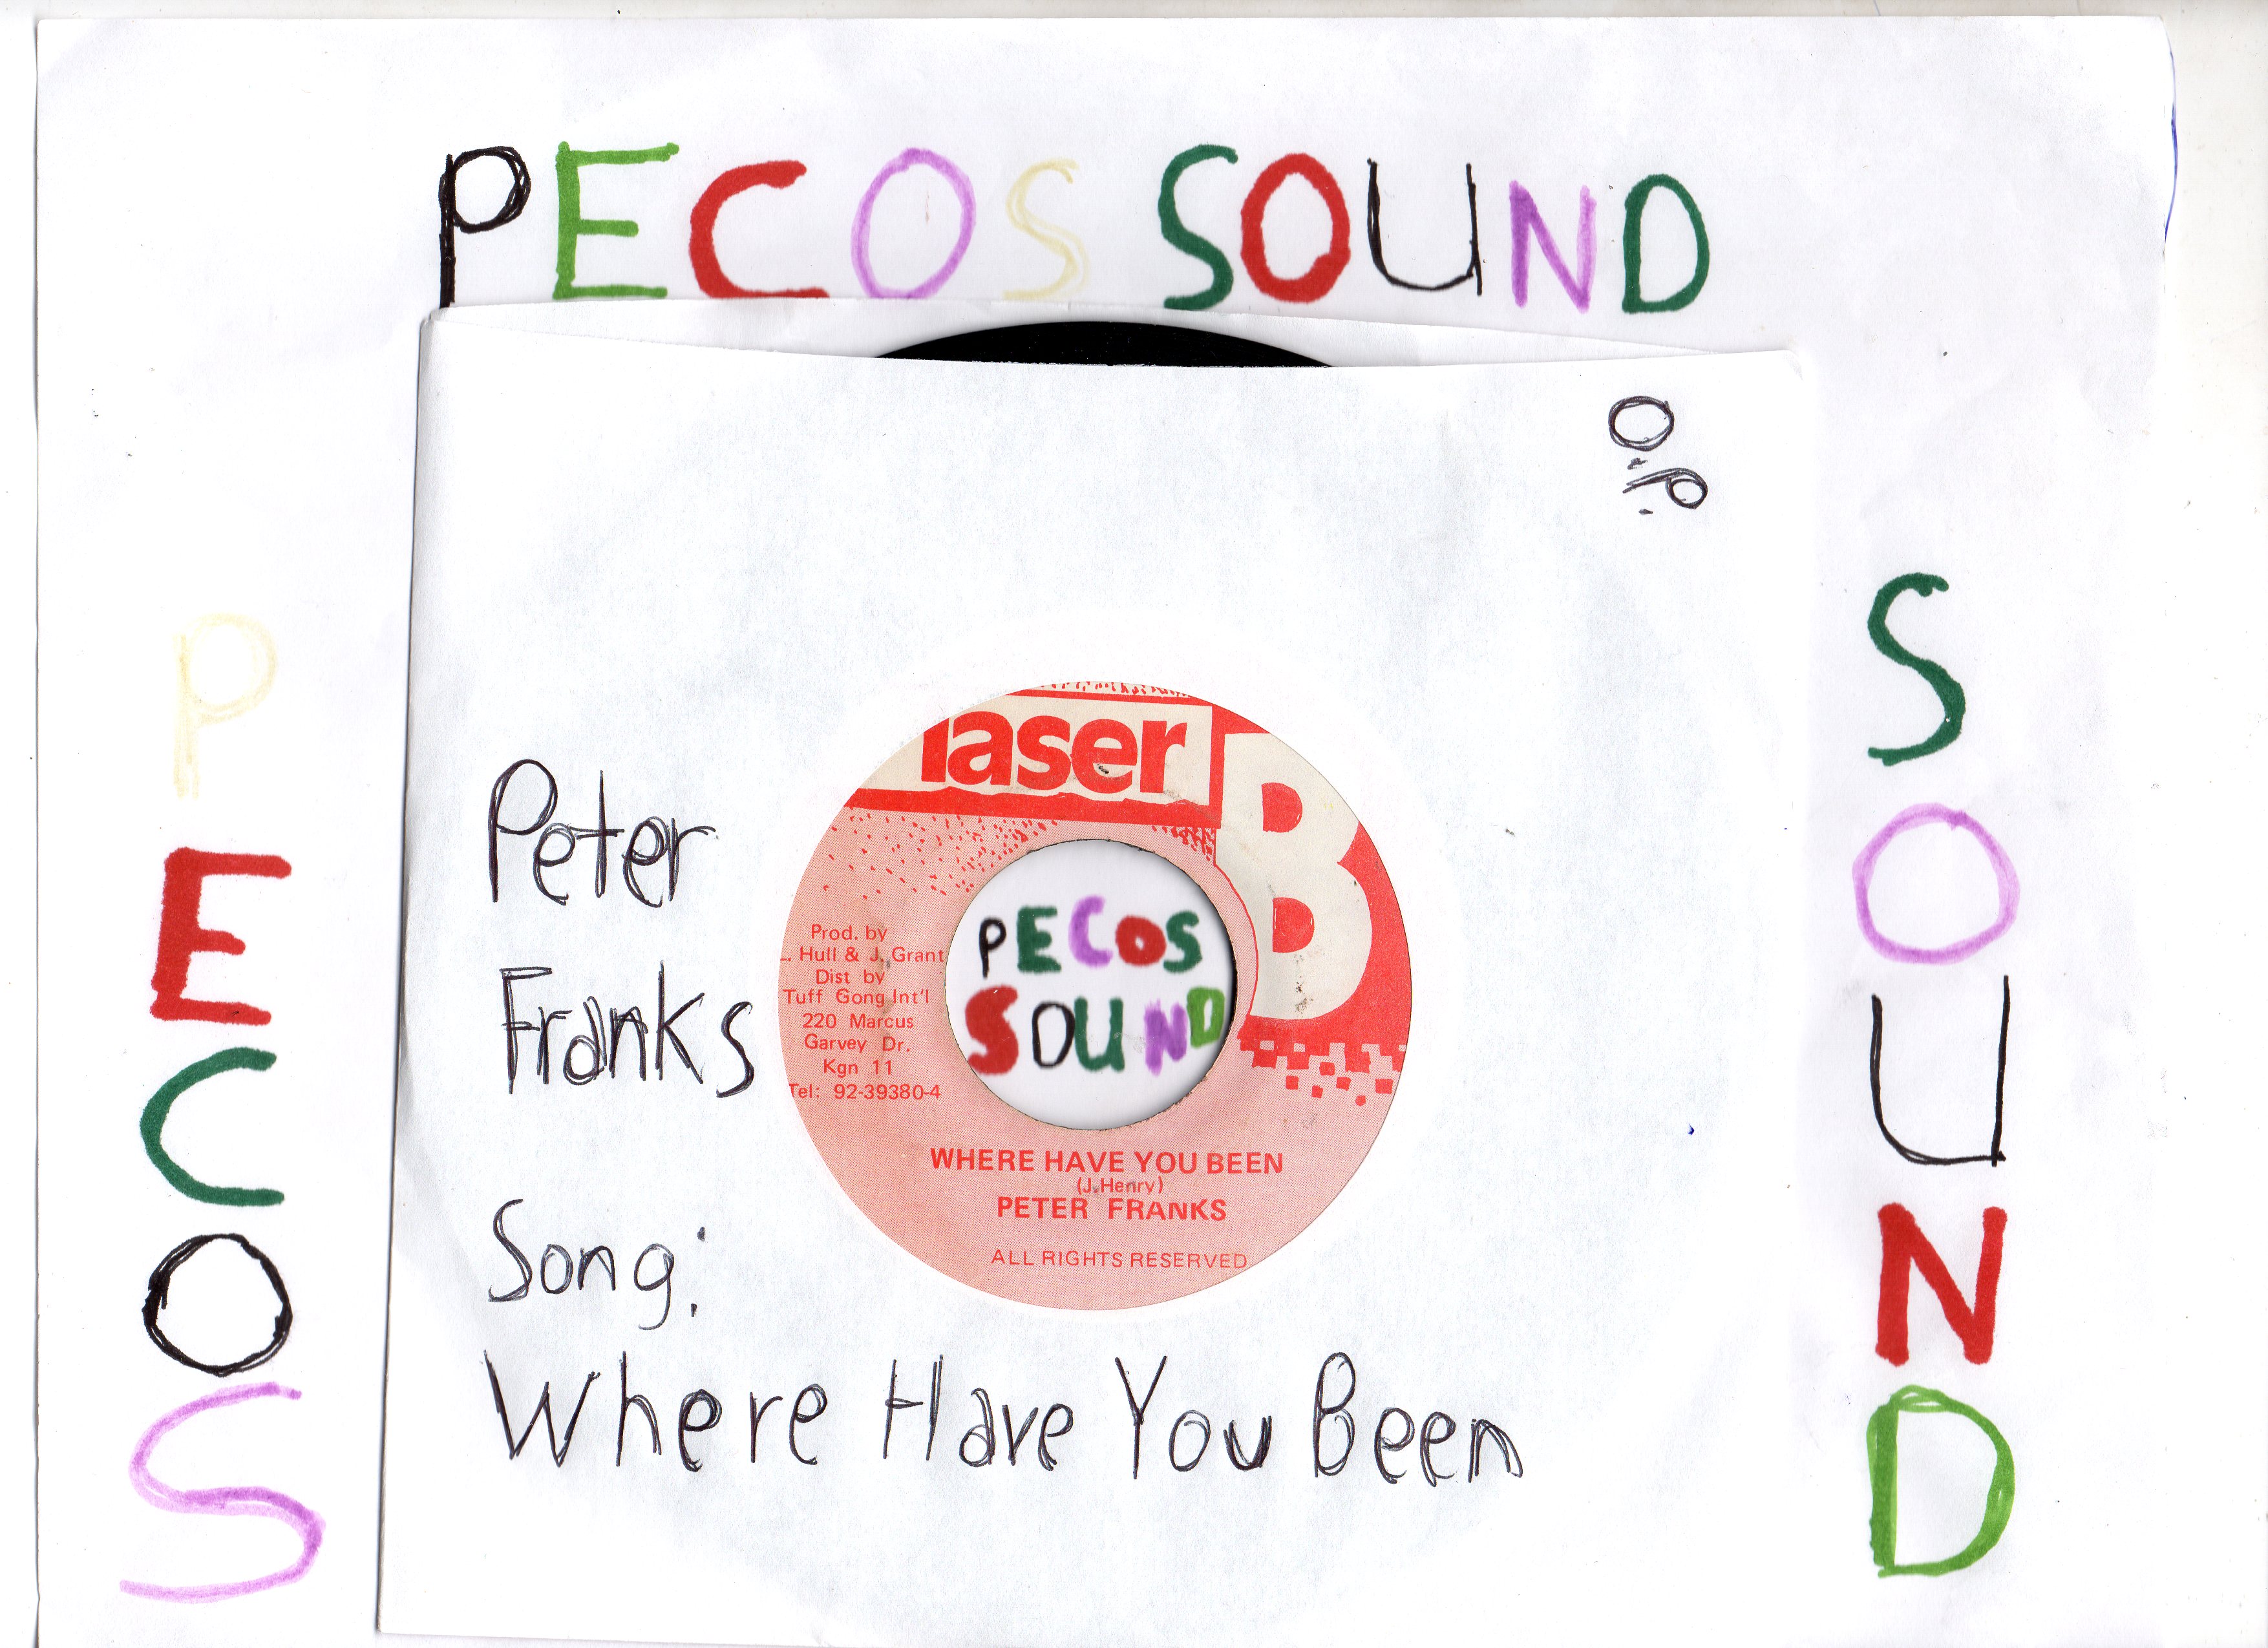 PECOS SOUND
O.P.
PECOS
SOUND
Peter
Franks
Song:
Where Have You Been
laser
B
Prod. by
L. Hull & J. Grant
Dist by
Tuff Gong Int'l
220 Marcus
Garvey Dr.
Kgn 11
Tel: 92-39380-4
PECOS
SOUND
WHERE HAVE YOU BEEN
(J. Henry)
PETER FRANKS
ALL RIGHTS RESERVED